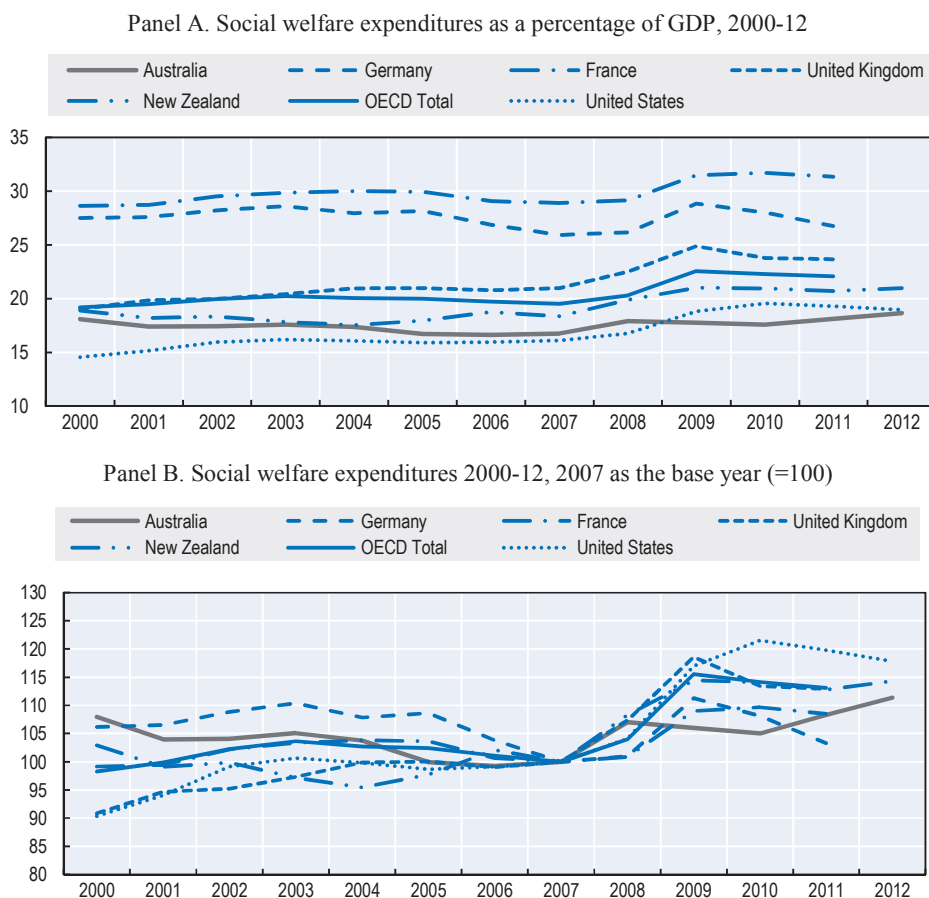 Panel A. Social welfare expenditures as a percentage of GDP, 2000-12
Australia Germany France United Kingdom
New Zealand OECD Total United States
35
30
25
20
15
10
2000 2001 2002 2003 2004 2005 2006 2007 2008 2009 2010 2011 2012
Panel B. Social welfare expenditures 2000-12, 2007 as the base year (=100)
Australia Germany France United Kingdom
New Zealand OECD Total United States
130
125
120
115
110
105
100
95
90
85
80
2000 2001 2002 2003 2004 2005 2006 2007 2008 2009 2010 2011 2012